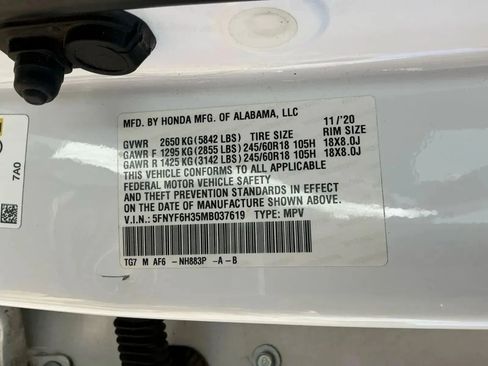 MFD. BY HONDA MFG. OF ALABAMA, LLC
11/'20
GVWR 2650 KG (5842 LBS) TIRE SIZE RIM SIZE
GAWR F 1295 KG (2855 LBS) 245/60R18 105H 18X8.0J
GAWR R 1425 KG (3142 LBS) 245/60R18 105H 18X8.0J
THIS VEHICLE CONFORMS TO ALL APPLICABLE
FEDERAL MOTOR VEHICLE SAFETY
AND THEFT PREVENTION STANDARDS IN EFFECT
ON THE DATE OF MANUFACTURE SHOWN ABOVE.
V.I.N.: 5FNYF6H35MB037619 TYPE: MPV
TG7 M AF6 -NH883P -A-B
7A0